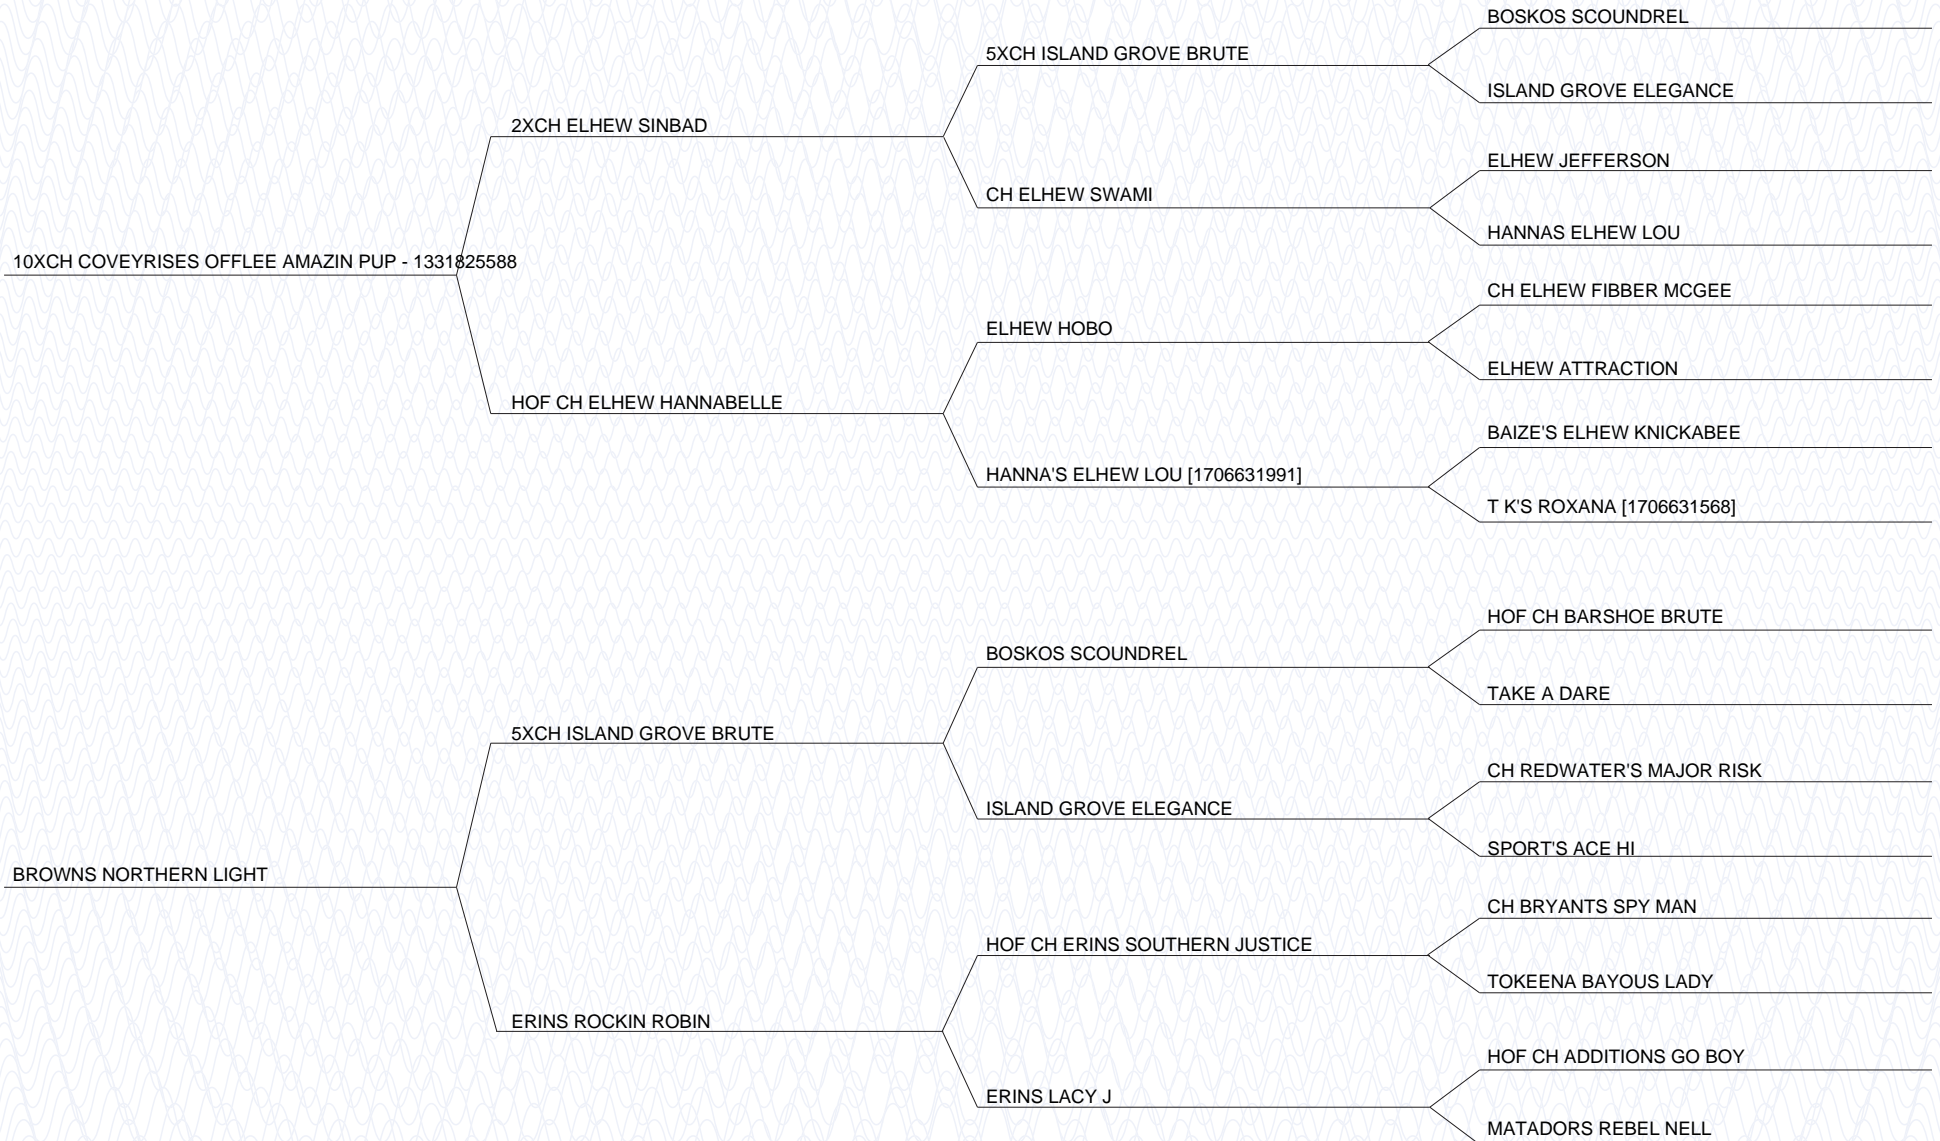 BOSKOS SCOUNDREL
5XCH ISLAND GROVE BRUTE
ISLAND GROVE ELEGANCE
2XCH ELHEW SINBAD
ELHEW JEFFERSON
CH ELHEW SWAMI
HANNAS ELHEW LOU
10XCH COVEYRISES OFFLEE AMAZIN PUP - 1331825588
CH ELHEW FIBBER MCGEE
ELHEW HOBO
ELHEW ATTRACTION
HOF CH ELHEW HANNABELLE
BAIZE'S ELHEW KNICKABEE
HANNA'S ELHEW LOU [1706631991]
T K'S ROXANA [1706631568]
HOF CH BARSHOE BRUTE
BOSKOS SCOUNDREL
TAKE A DARE
5XCH ISLAND GROVE BRUTE
CH REDWATER'S MAJOR RISK
ISLAND GROVE ELEGANCE
SPORT'S ACE HI
BROWNS NORTHERN LIGHT
CH BRYANTS SPY MAN
HOF CH ERINS SOUTHERN JUSTICE
TOKEENA BAYOUS LADY
ERINS ROCKIN ROBIN
HOF CH ADDITIONS GO BOY
ERINS LACY J
MATADORS REBEL NELL